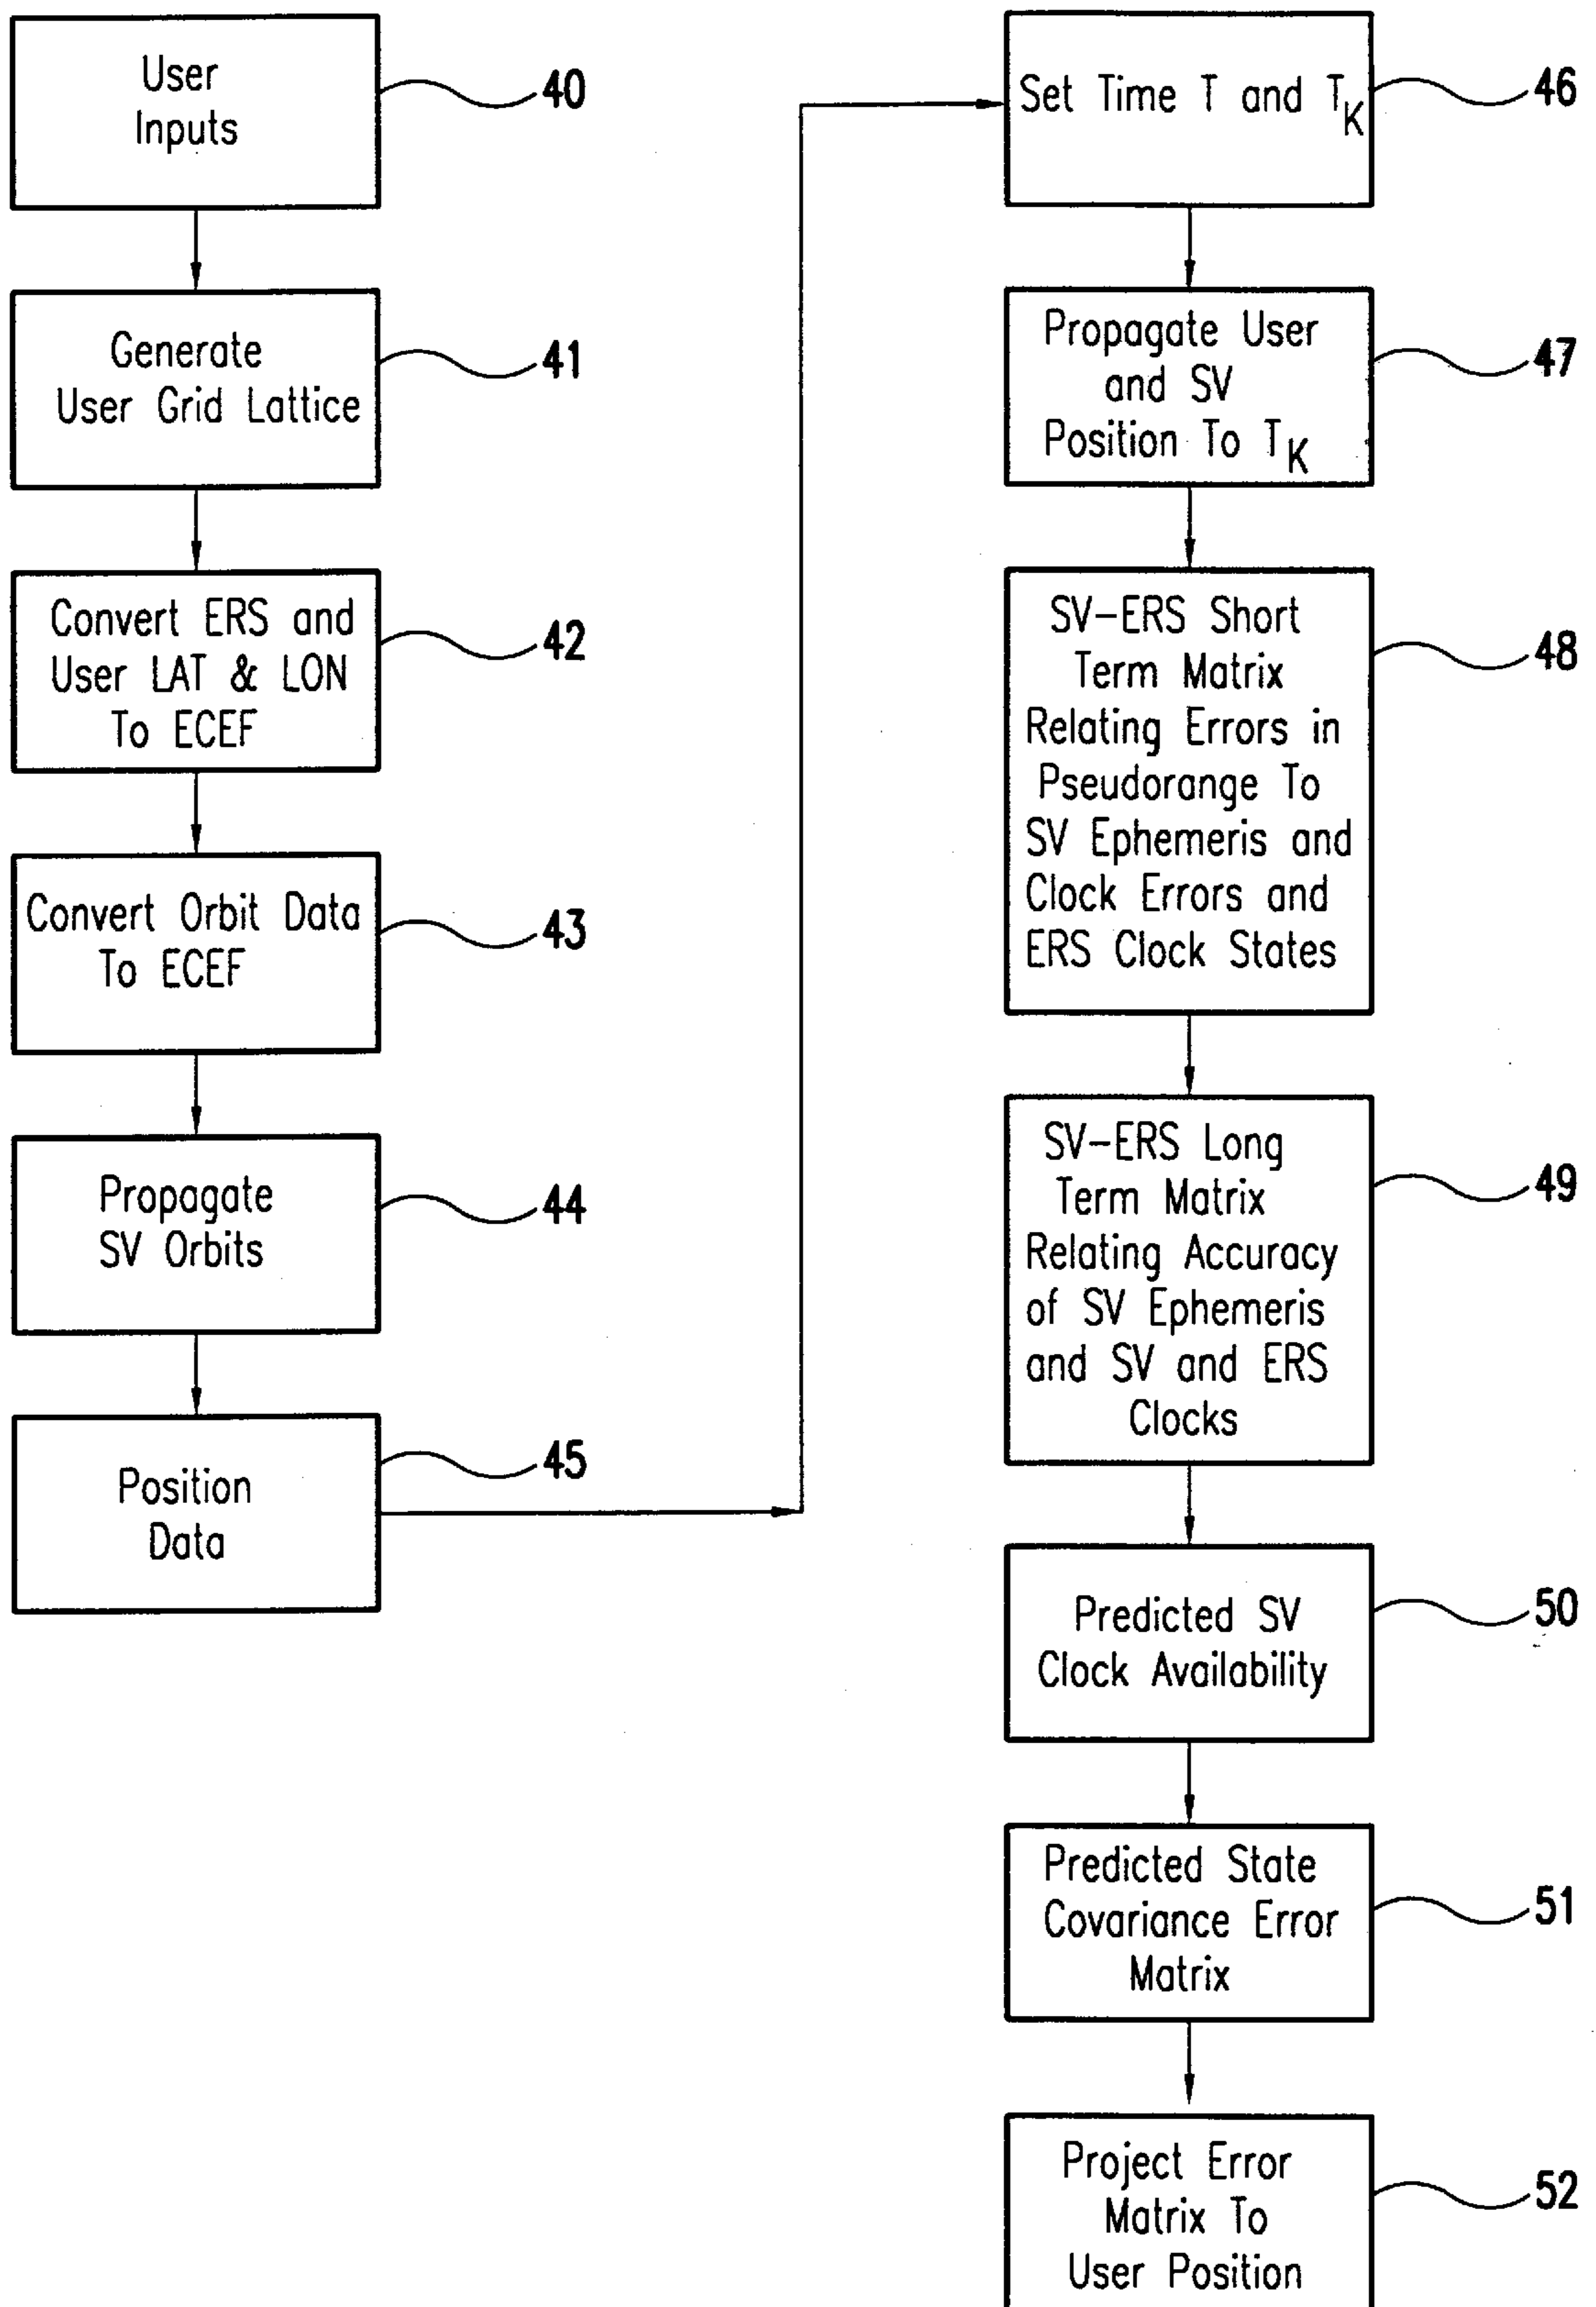 User
Inputs
40
Generate
User Grid Lattice
41
Convert ERS and
User LAT & LON
To ECEF
42
Convert Orbit Data
To ECEF
43
Propagate
SV Orbits
44
Position
Data
45
Set Time T and TK
46
Propagate User
and SV
Position To TK
47
SV-ERS Short
Term Matrix
Relating Errors in
Pseudorange To
SV Ephemeris and
Clock Errors and
ERS Clock States
48
SV-ERS Long
Term Matrix
Relating Accuracy
of SV Ephemeris
and SV and ERS
Clocks
49
Predicted SV
Clock Availability
50
Predicted State
Covariance Error
Matrix
51
Project Error
Matrix To
User Position
52